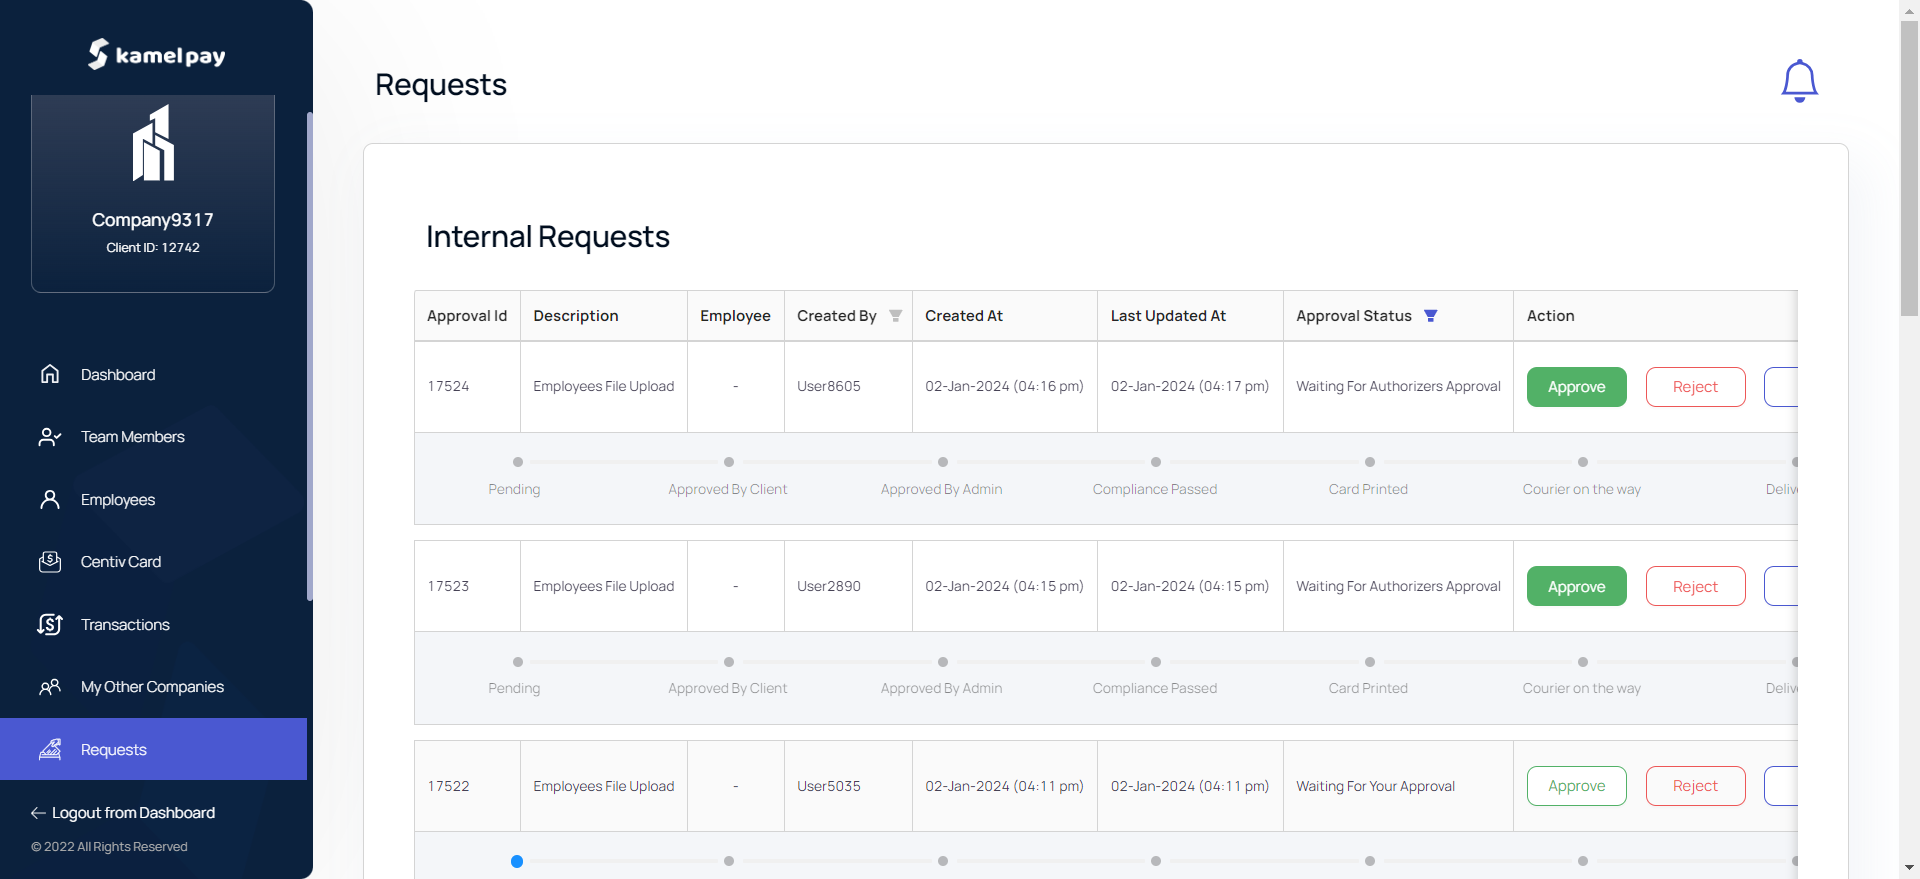 kamelpay
Company9317
Client ID: 12742
Dashboard
Team Members
Employees
Centiv Card
Transactions
My Other Companies
Requests
Logout from Dashboard
© 2022 All Rights Reserved
Requests
Internal Requests
Approval Id Description Employee Created By Created At Last Updated At Approval Status Action
17524 Employees File Upload - User8605 02-Jan-2024 (04:16 pm) 02-Jan-2024 (04:17 pm) Waiting For Authorizers Approval Approve Reject
Pending Approved By Client Approved By Admin Compliance Passed Card Printed Courier on the way Delive
17523 Employees File Upload - User2890 02-Jan-2024 (04:15 pm) 02-Jan-2024 (04:15 pm) Waiting For Authorizers Approval Approve Reject
Pending Approved By Client Approved By Admin Compliance Passed Card Printed Courier on the way Delive
17522 Employees File Upload - User5035 02-Jan-2024 (04:11 pm) 02-Jan-2024 (04:11 pm) Waiting For Your Approval Approve Reject